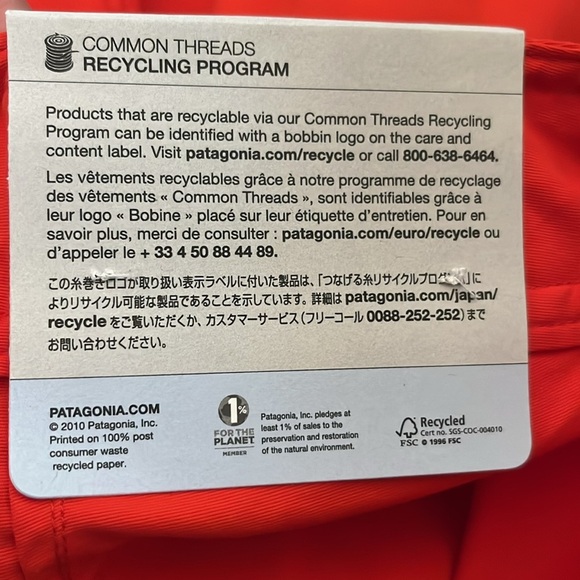 COMMON THREADS
RECYCLING PROGRAM
Products that are recyclable via our Common Threads Recycling
Program can be identified with a bobbin logo on the care and
content label. Visit patagonia.com/recycle or call 800-638-6464.
Les vêtements recyclables grâce à notre programme de recyclage
des vêtements « Common Threads », sont identifiables grâce à
leur logo « Bobine » placé sur leur étiquette d'entretien. Pour en
savoir plus, merci de consulter : patagonia.com/euro/recycle ou
d'appeler le + 33 4 50 88 44 89.
この糸巻きロゴが取り扱い表示ラベルに付いた製品は、「つなげる糸リサイクルプログラム」に
よりリサイクル可能な製品であることを示しています。詳細は patagonia.com/japan/
recycle をご覧いただくか、カスタマーサービス（フリーコール 0088-252-252）まで
お問い合わせください。
PATAGONIA.COM
© 2010 Patagonia, Inc.
Printed on 100% post
consumer waste
recycled paper.
1%
FOR THE
PLANET
MEMBER
Patagonia, Inc. pledges at
least 1% of sales to the
preservation and restoration
of the natural environment.
FSC
Recycled
Cert no. SGS-COC-004010
© 1996 FSC